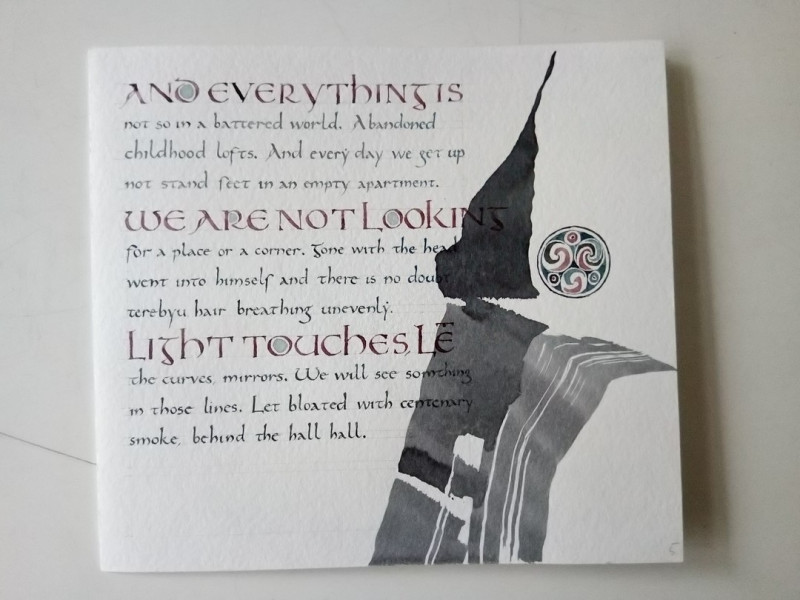 AND EVERYTHING IS
not so in a battered world. Abandoned
childhood lofts. And every day we get up
not stand feet in an empty apartment.
WE ARE NOT LOOKING
for a place or a corner. Gone with the head
went into himself and there is no doubt
terebyu hair breathing unevenly.
LIGHT TOUCHES, LE
the curves, mirrors. We will see somthing
in those lines. Let bloated with centenary
smoke, behind the hall hall.